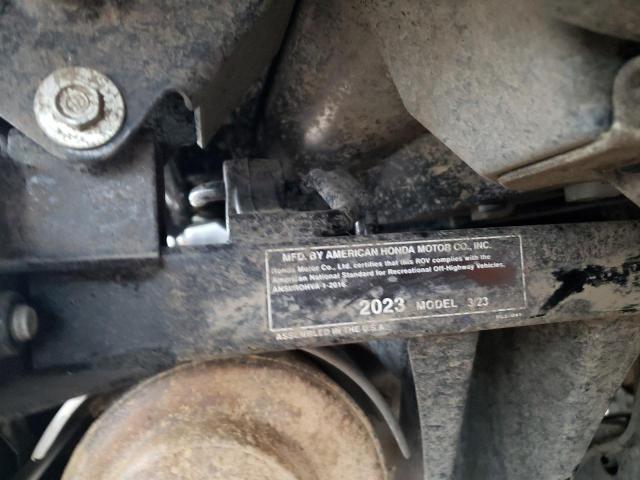 MFD. BY AMERICAN HONDA MOTOR CO., INC.
Honda Motor Co., Ltd. certifies that this ROV complies with the
American National Standard for Recreational Off-Highway Vehicles,
ANSI/ROHVA-1-2016.
2023 MODEL 3/23
ASSEMBLED IN THE U.S.A.